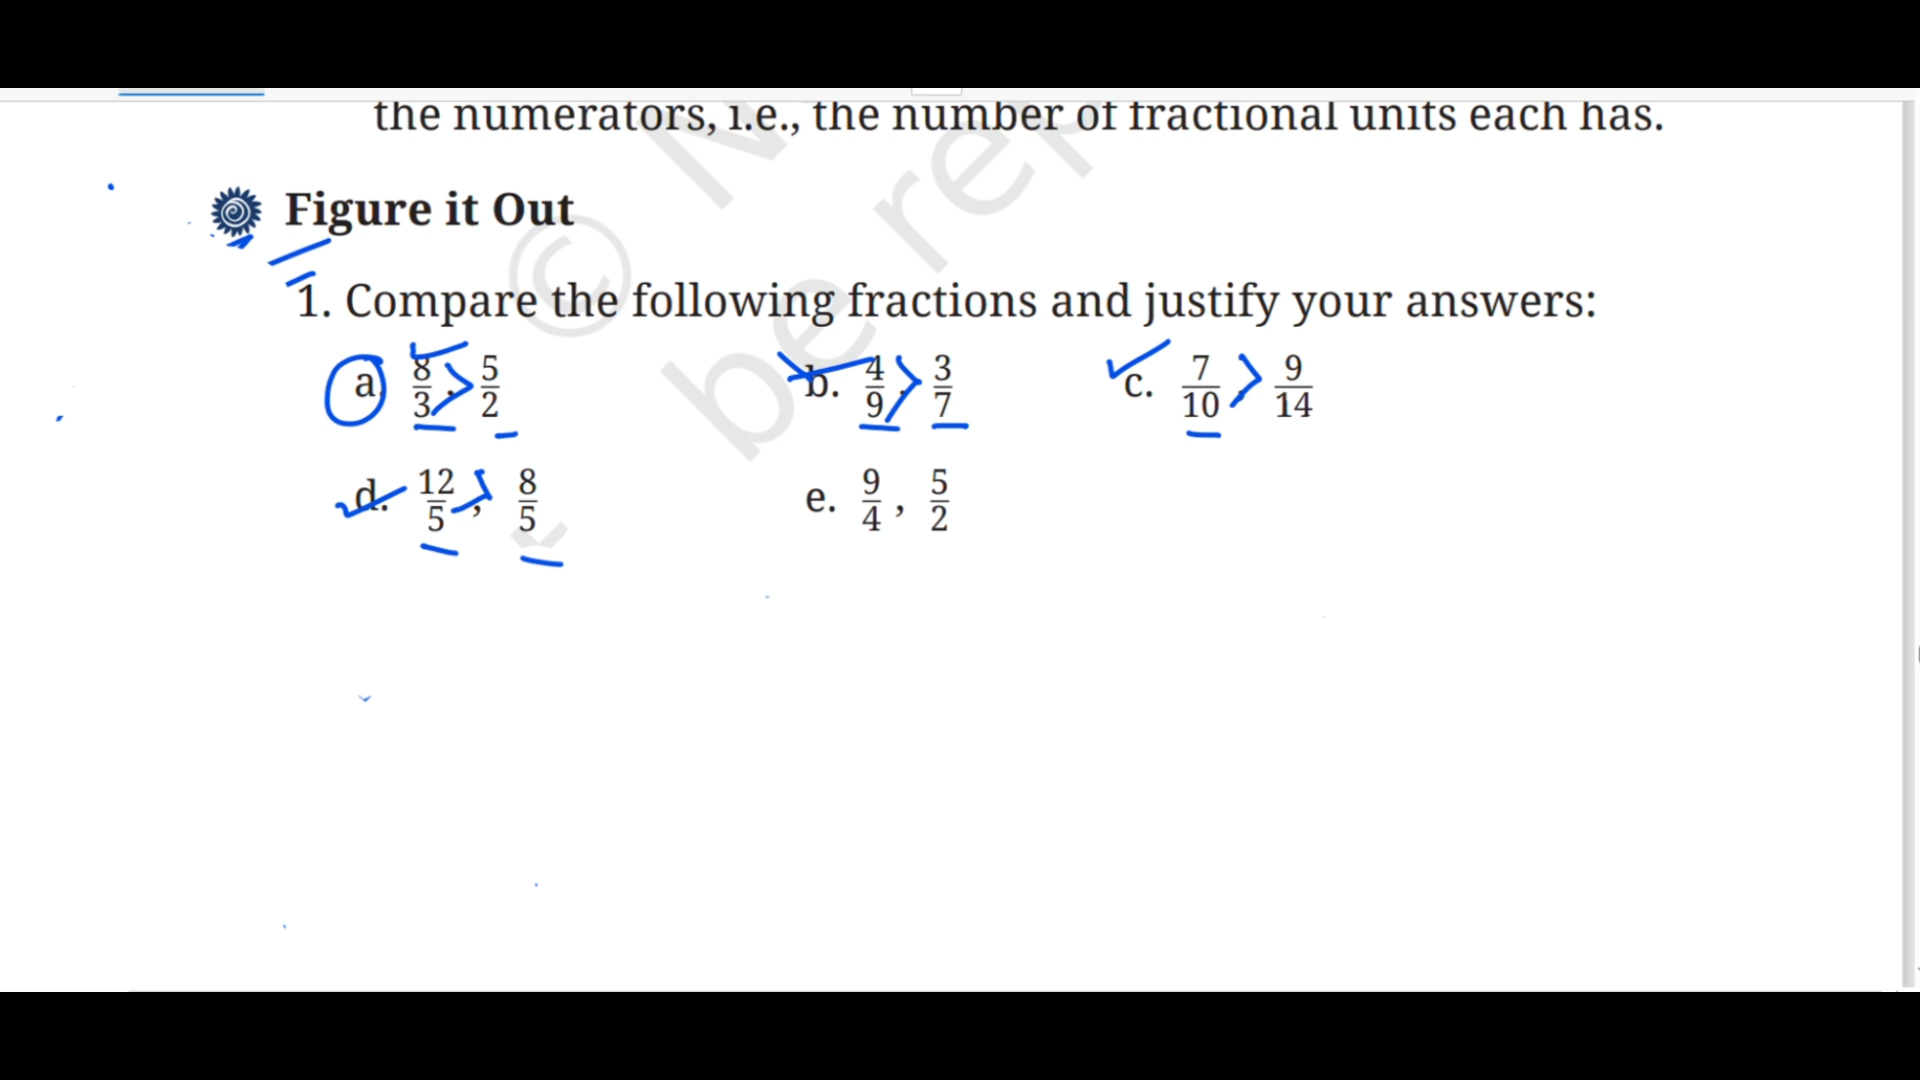 the numerators, i.e., the number of fractional units each has.
© N
be rep
Figure it Out
1. Compare the following fractions and justify your answers:
a. 8/3 > 5/2 b. 4/9 > 3/7 c. 7/10 > 9/14
d. 12/5 >, 8/5 e. 9/4 , 5/2